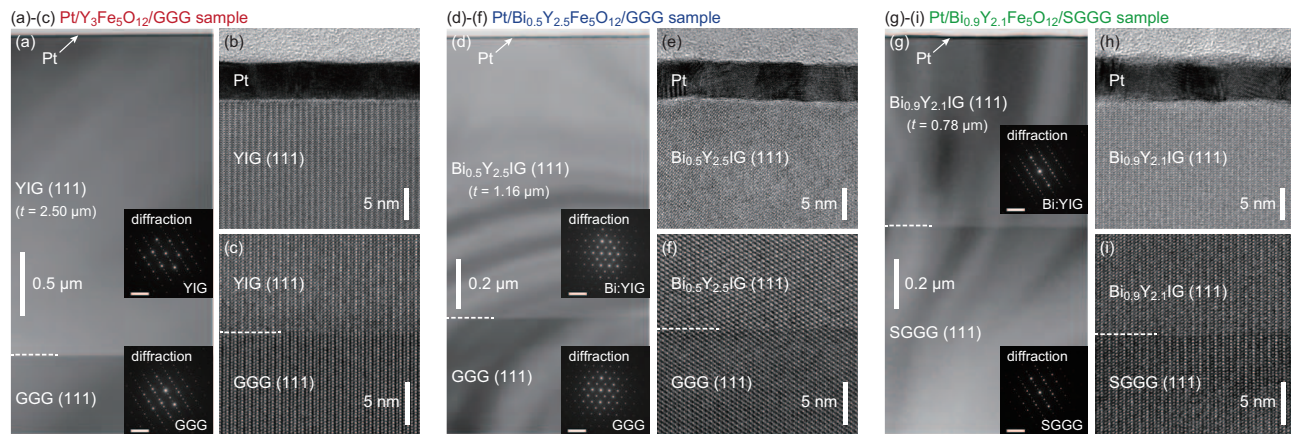 (a)-(c) Pt/Y₃Fe₅O₁₂/GGG sample
(a)
Pt
YIG (111)
(t = 2.50 μm)
0.5 μm
diffraction
YIG
GGG (111)
diffraction
GGG
(b)
Pt
YIG (111)
5 nm
(c)
YIG (111)
GGG (111)
5 nm
(d)-(f) Pt/Bi₀.₅Y₂.₅Fe₅O₁₂/GGG sample
(d)
Pt
Bi₀.₅Y₂.₅IG (111)
(t = 1.16 μm)
0.2 μm
diffraction
Bi:YIG
GGG (111)
diffraction
GGG
(e)
Pt
Bi₀.₅Y₂.₅IG (111)
5 nm
(f)
Bi₀.₅Y₂.₅IG (111)
GGG (111)
5 nm
(g)-(i) Pt/Bi₀.₉Y₂.₁Fe₅O₁₂/SGGG sample
(g)
Pt
Bi₀.₉Y₂.₁IG (111)
(t = 0.78 μm)
diffraction
Bi:YIG
0.2 μm
SGGG (111)
diffraction
SGGG
(h)
Pt
Bi₀.₉Y₂.₁IG (111)
5 nm
(i)
Bi₀.₉Y₂.₁IG (111)
SGGG (111)
5 nm